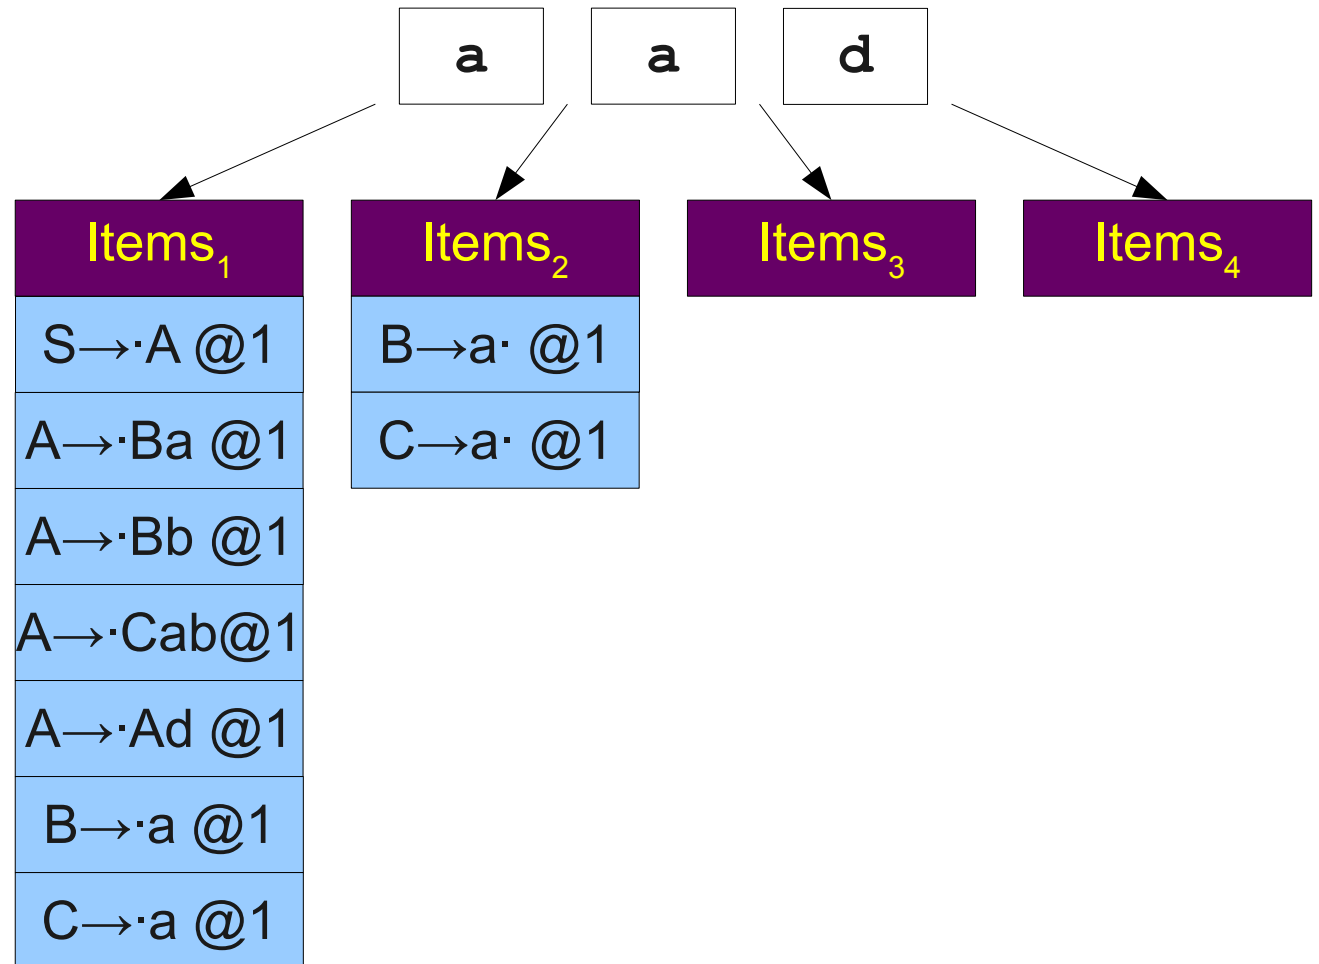 a a d
Items₁ Items₂ Items₃ Items₄
S→·A @1 B→a· @1
A→·Ba @1 C→a· @1
A→·Bb @1
A→·Cab@1
A→·Ad @1
B→·a @1
C→·a @1